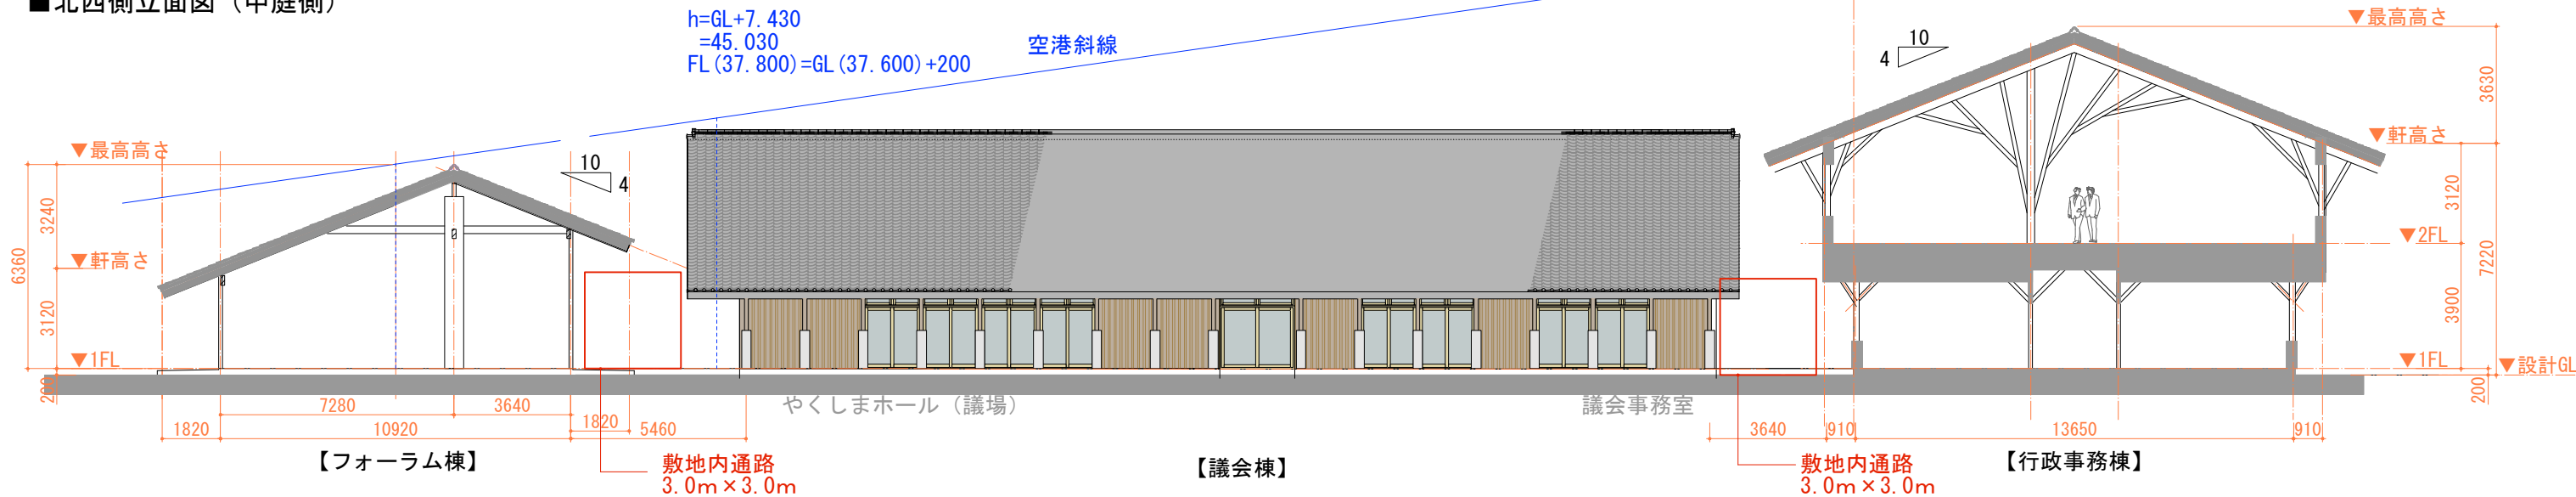 ■北西側立面図（中庭側）
h=GL+7.430
=45.030
FL(37.800)=GL(37.600)+200
空港斜線
10
4
▼最高高さ
3630
▼軒高さ
3120
▼2FL
7220
3900
▼1FL
▼設計GL
200
▼最高高さ
10
4
3240
▼軒高さ
6360
3120
▼1FL
200
7280
3640
1820
1820
10920
5460
やくしまホール（議場）
議会事務室
3640
910
13650
910
【フォーラム棟】
敷地内通路
3.0m×3.0m
【議会棟】
敷地内通路
3.0m×3.0m
【行政事務棟】